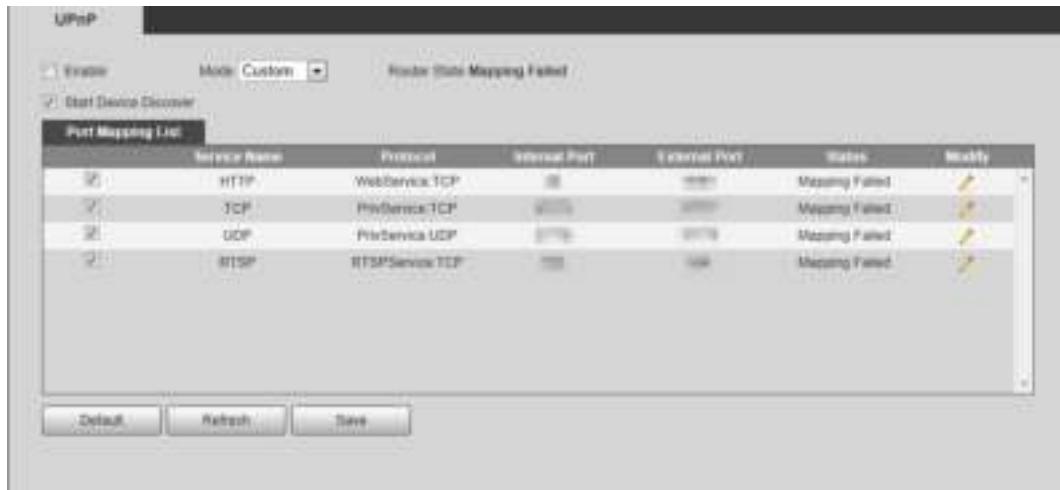 UPnP
Enable Mode Custom Router State Mapping Failed
Start Device Discover
Port Mapping List
Service Name Protocol Internal Port External Port Status Modify
HTTP WebService:TCP Mapping Failed
TCP PrivService:TCP Mapping Failed
UDP PrivService:UDP Mapping Failed
RTSP RTSPService:TCP Mapping Failed
Default Refresh Save